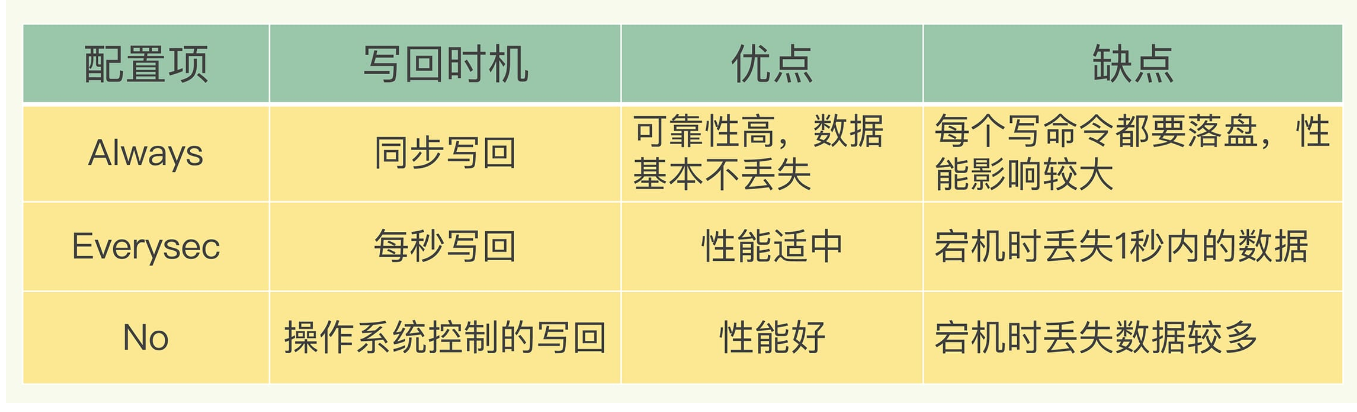 配置项 写回时机 优点 缺点
Always 同步写回 可靠性高，数据 每个写命令都要落盘，性
基本不丢失 能影响较大
Everysec 每秒写回 性能适中 宕机时丢失1秒内的数据
No 操作系统控制的写回 性能好 宕机时丢失数据较多